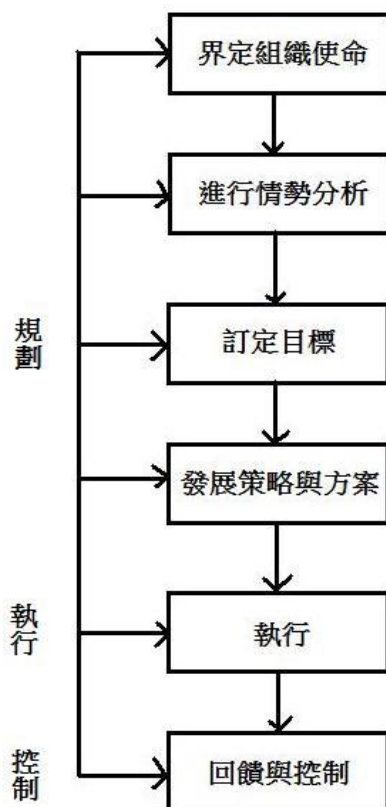 界定組織使命
進行情勢分析
訂定目標
規劃
發展策略與方案
執行
執行
控制
回饋與控制